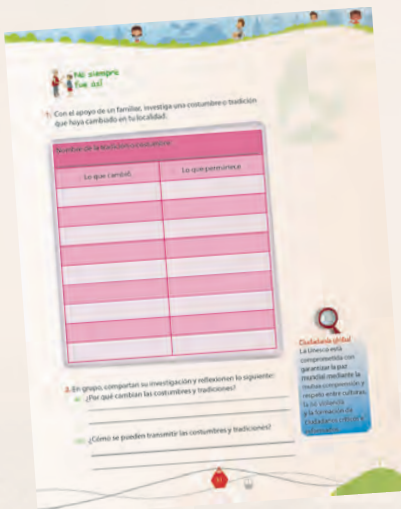 No siempre
fue así
1. Con el apoyo de un familiar, investiga una costumbre o tradición
que haya cambiado en tu localidad.
Nombre de la tradición o costumbre:
Lo que cambió
Lo que permanece
2. En grupo, compartan su investigación y reflexionen lo siguiente:
¿Por qué cambian las costumbres y tradiciones?
¿Cómo se pueden transmitir las costumbres y tradiciones?
Ciudadanía global
La Unesco está
comprometida con
garantizar la paz
mundial mediante la
mutua comprensión y
respeto entre culturas,
la no violencia
y la formación de
ciudadanos críticos e
informados.